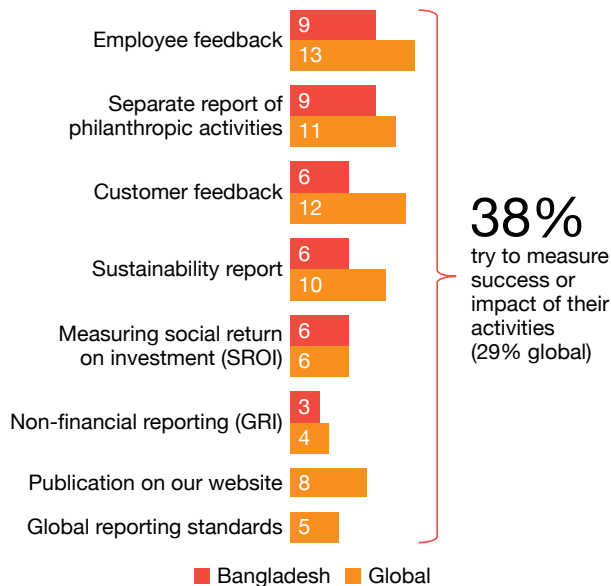 Employee feedback
9
13
Separate report of
philanthropic activities
9
11
Customer feedback
6
12
Sustainability report
6
10
Measuring social return
on investment (SROI)
6
6
Non-financial reporting (GRI)
3
4
Publication on our website
8
Global reporting standards
5
38%
try to measure
success or
impact of their
activities
(29% global)
Bangladesh Global